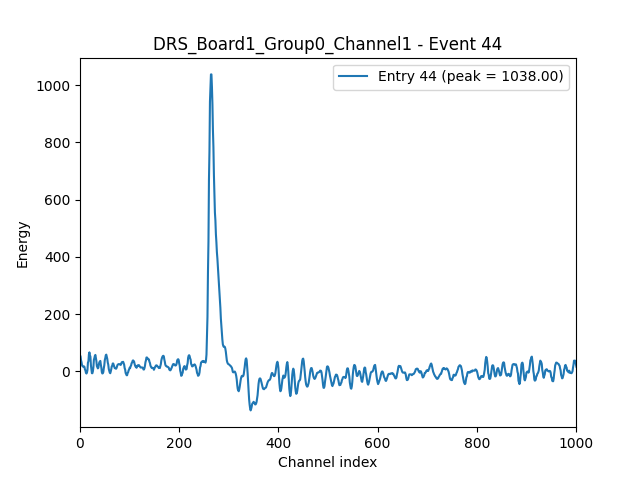 DRS_Board1_Group0_Channel1 - Event 44
Entry 44 (peak = 1038.00)
Energy
1000
800
600
400
200
0
0 200 400 600 800 1000
Channel index